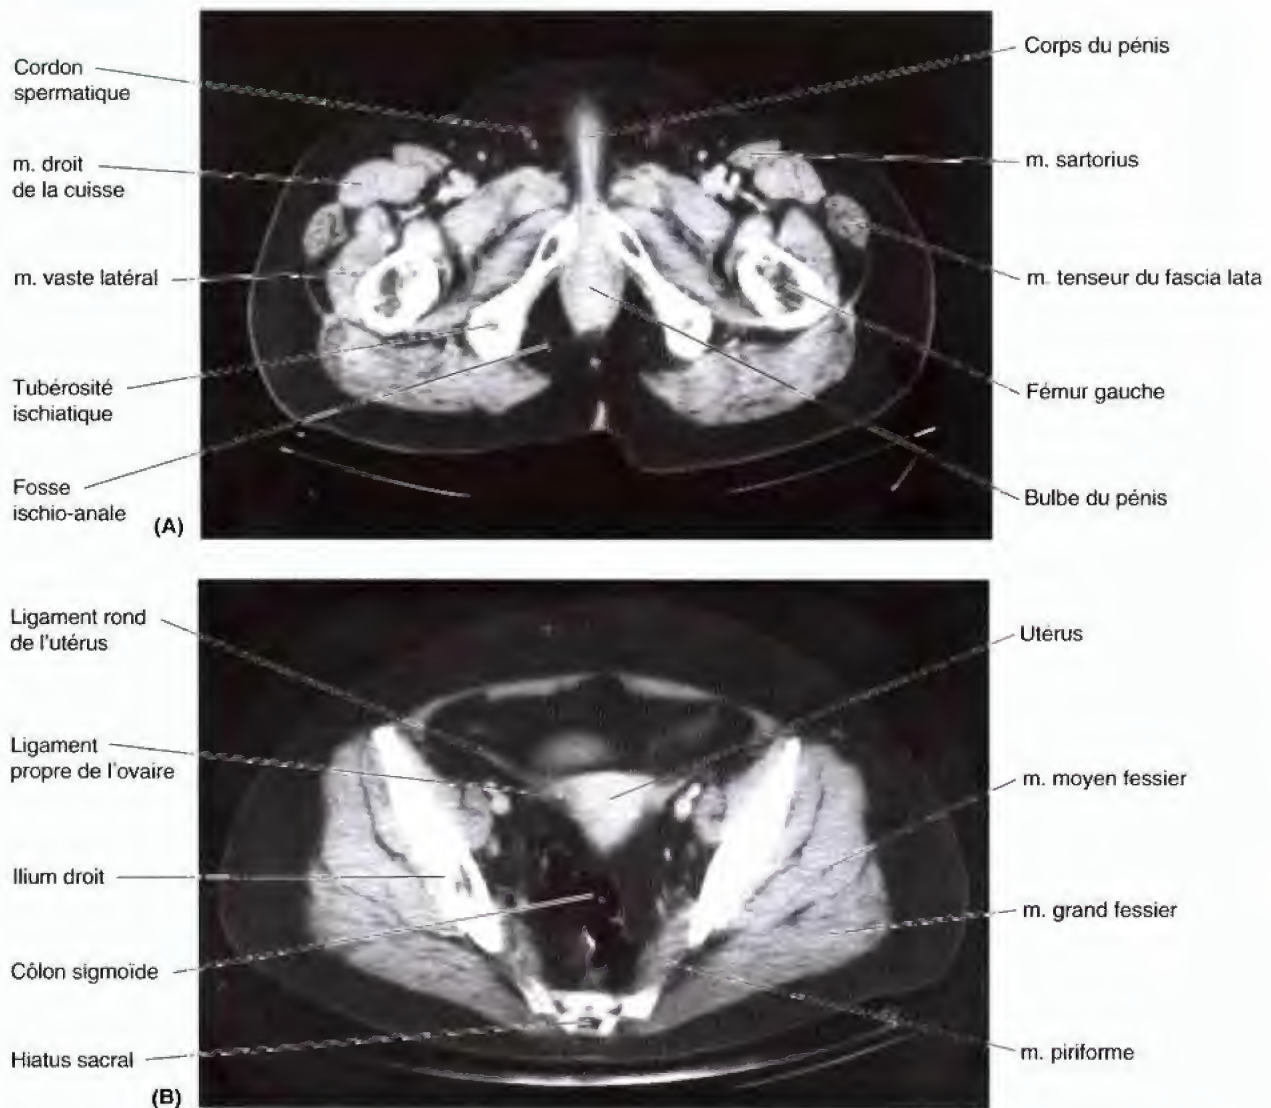 Cordon
spermatique
m. droit
de la cuisse
m. vaste latéral
Tubérosité
ischiatique
Fosse
ischio-anale
(A)
Corps du pénis
m. sartorius
m. tenseur du fascia lata
Fémur gauche
Bulbe du pénis
Ligament rond
de l'utérus
Ligament
propre de l'ovaire
Ilium droit
Côlon sigmoïde
Hiatus sacral
(B)
Utérus
m. moyen fessier
m. grand fessier
m. piriforme